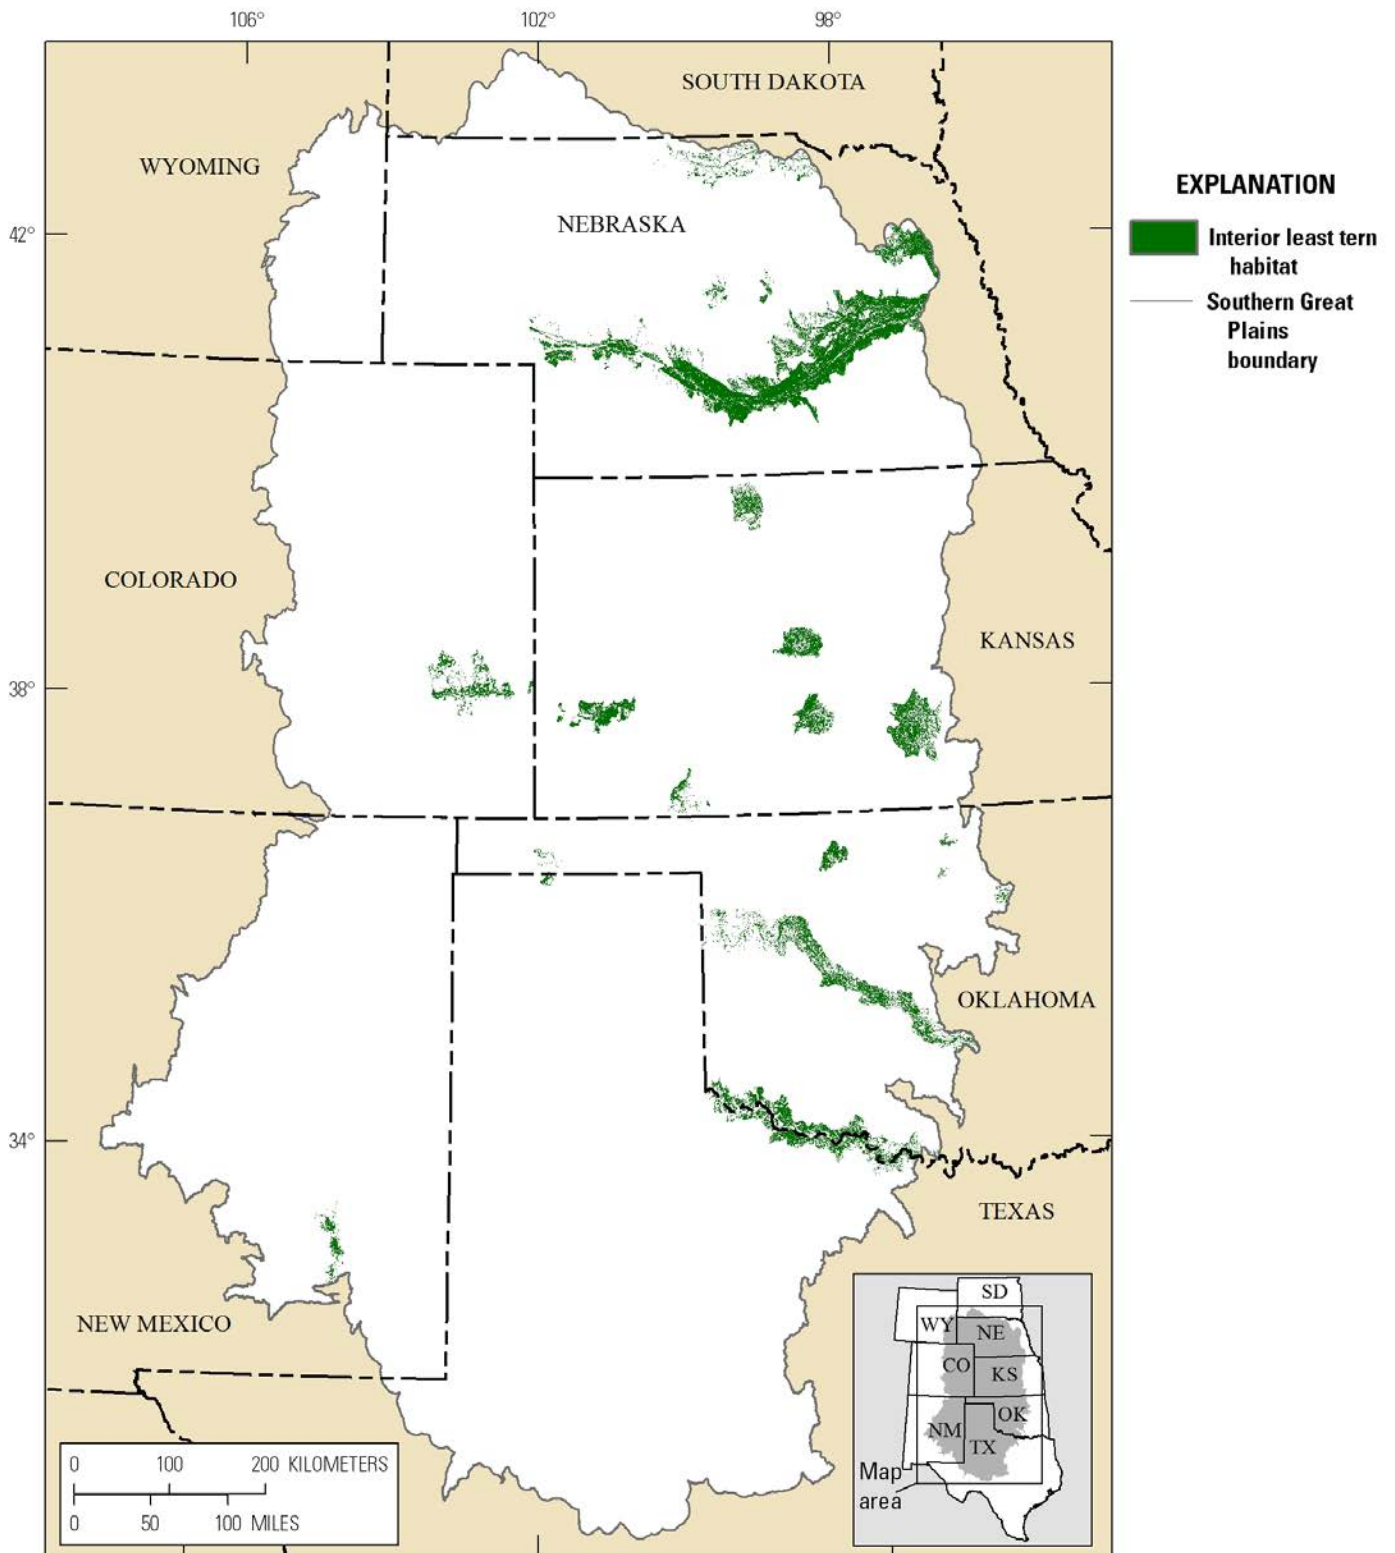 106°
102°
98°
SOUTH DAKOTA
WYOMING
NEBRASKA
42°
EXPLANATION
Interior least tern
habitat
Southern Great
Plains
boundary
COLORADO
KANSAS
38°
OKLAHOMA
34°
TEXAS
NEW MEXICO
SD
WY
NE
CO
KS
OK
NM
TX
Map
area
0 100 200 KILOMETERS
0 50 100 MILES